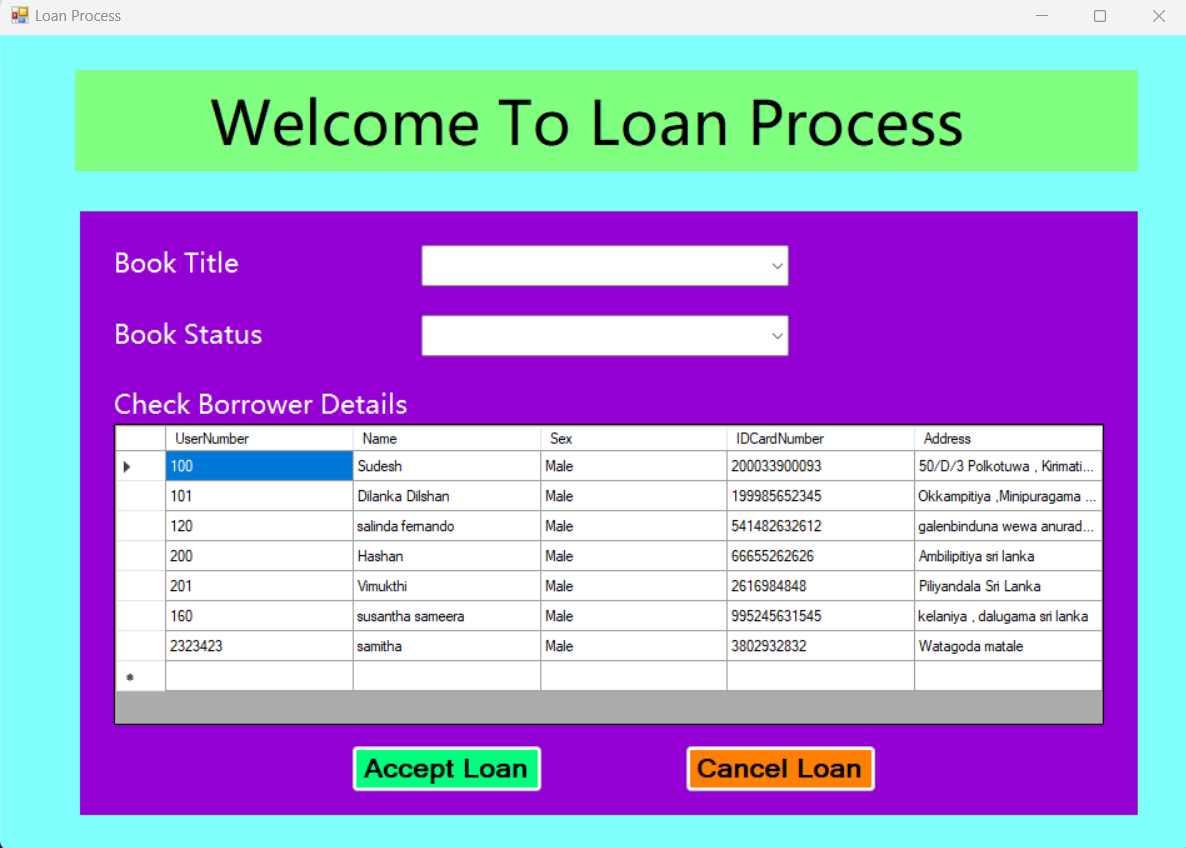 Loan Process
Welcome To Loan Process
Book Title
Book Status
Check Borrower Details
UserNumber Name Sex IDCardNumber Address
100 Sudesh Male 200033900093 50/D/3 Polkotuwa , Kirimati...
101 Dilanka Dilshan Male 199985652345 Okkampitiya ,Minipuragama ...
120 salinda fernando Male 541482632612 galenbinduna wewa anurad...
200 Hashan Male 66655262626 Ambilipitiya sri lanka
201 Vimukthi Male 2616984848 Piliyandala Sri Lanka
160 susantha sameera Male 995245631545 kelaniya , dalugama sri lanka
2323423 samitha Male 3802932832 Watagoda matale
Accept Loan Cancel Loan